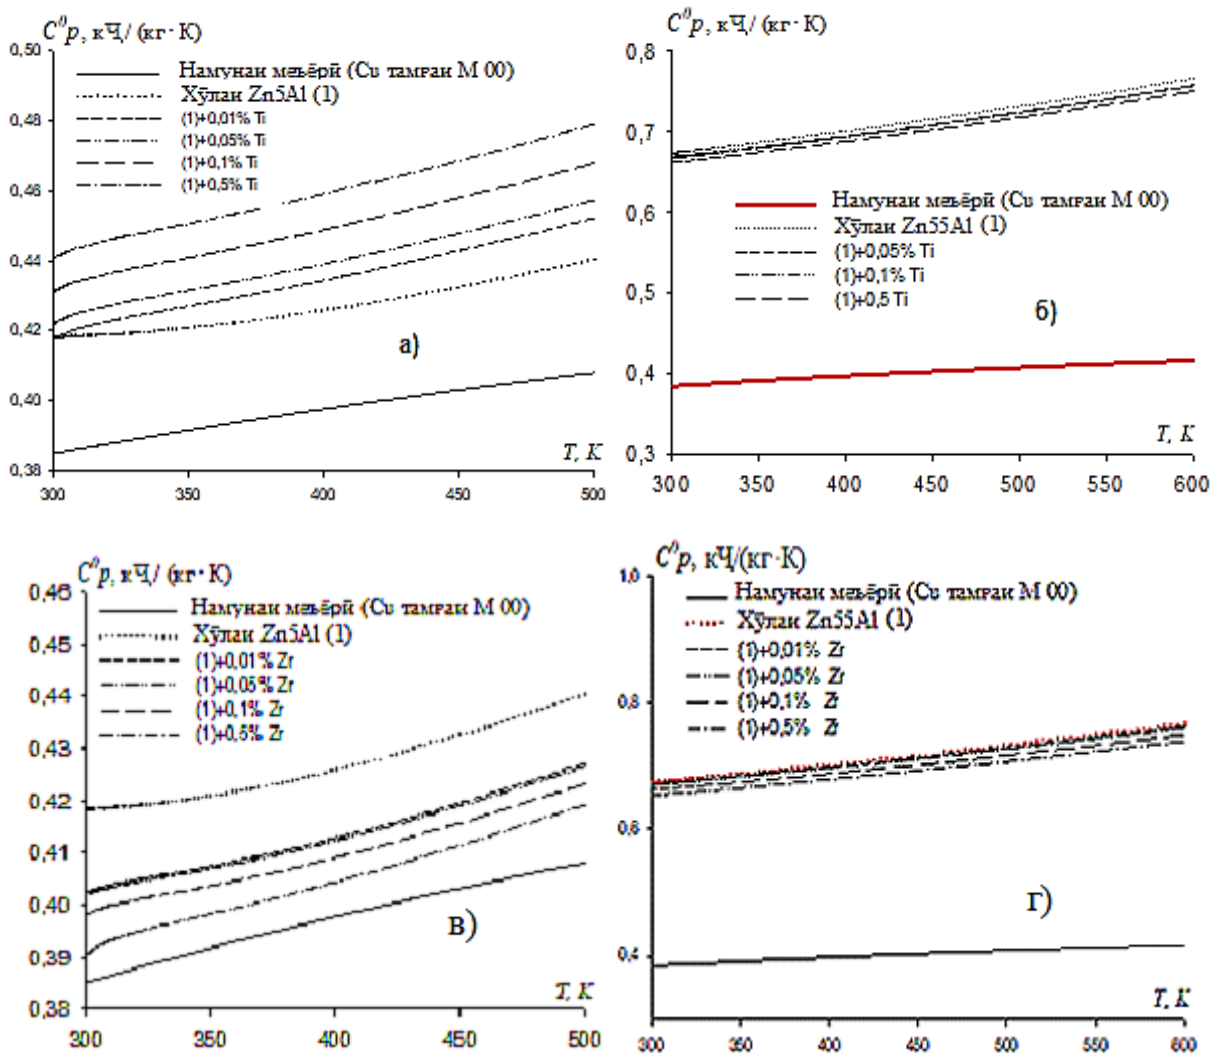 C⁰p, кҶ/ (кг· К)
0,50
0,48
0,46
0,44
0,42
0,40
0,38
Намунаи меъёрӣ (Cu тамғаи М 00)
Хӯлаи Zn5Al (1)
(1)+0,01% Ti
(1)+0,05% Ti
(1)+0,1% Ti
(1)+0,5% Ti
а)
T, K
300 350 400 450 500
C⁰p, кҶ/ (кг· К)
0,8
0,7
0,6
0,5
0,4
0,3
Намунаи меъёрӣ (Cu тамғаи М 00)
Хӯлаи Zn55Al (1)
(1)+0,05% Ti
(1)+0,1% Ti
(1)+0,5 Ti
б)
T, K
300 350 400 450 500 550 600
C⁰p, кҶ/ (кг· К)
0,46
0,45
0,44
0,43
0,42
0,41
0,40
0,39
0,38
Намунаи меъёрӣ (Cu тамғаи М 00)
Хӯлаи Zn5Al (1)
(1)+0,01% Zr
(1)+0,05% Zr
(1)+0,1% Zr
(1)+0,5% Zr
в)
T, K
300 350 400 450 500
C⁰p, кҶ/(кг·К)
1,0
0,8
0,6
0,4
Намунаи меъёрӣ (Cu тамғаи М 00)
Хӯлаи Zn55Al (1)
(1)+0,01% Zr
(1)+0,05% Zr
(1)+0,1% Zr
(1)+0,5% Zr
г)
T, K
300 350 400 450 500 550 600